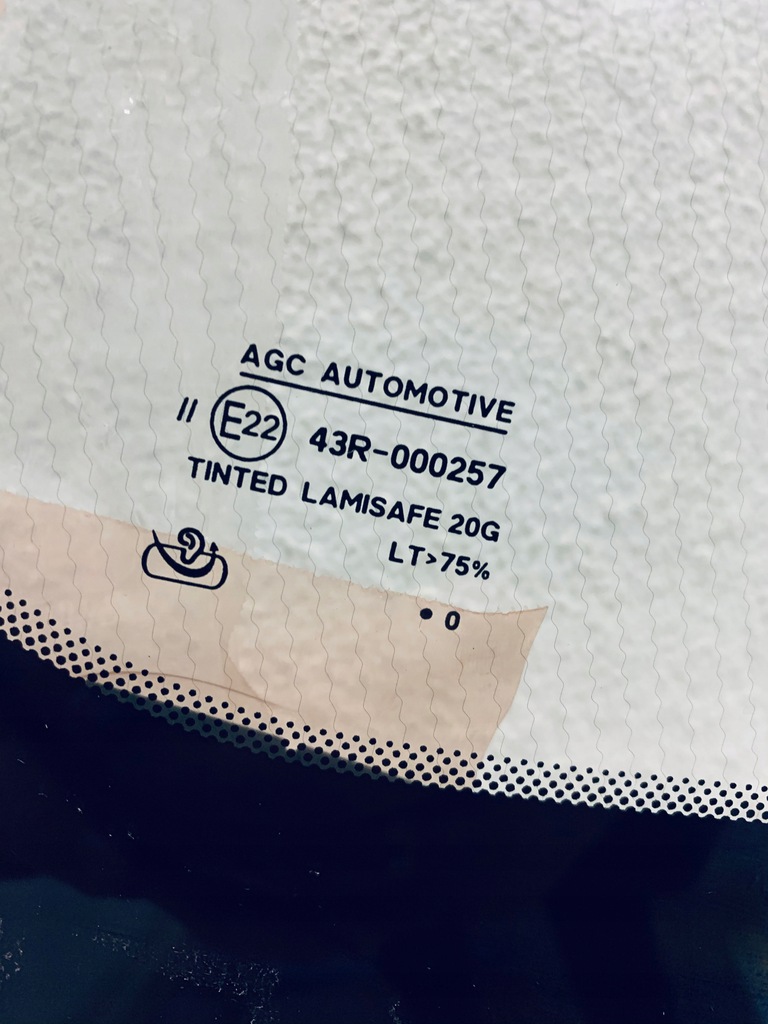 AGC AUTOMOTIVE
II E22 43R-000257
TINTED LAMISAFE 20G
LT>75%
• 0